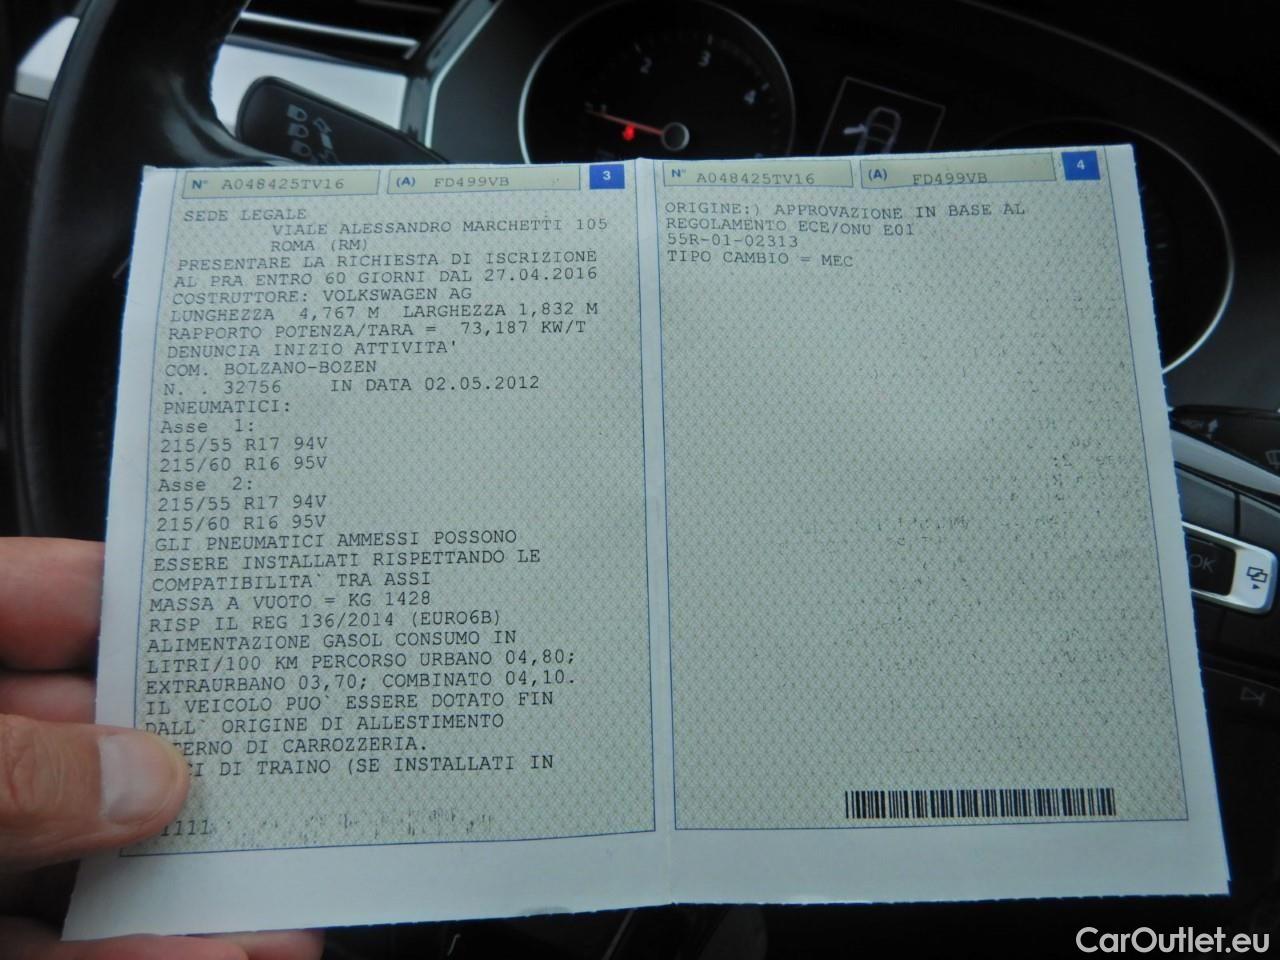 N° A048425TV16 (A) FD499VB 3
SEDE LEGALE
VIALE ALESSANDRO MARCHETTI 105
ROMA (RM)
PRESENTARE LA RICHIESTA DI ISCRIZIONE
AL PRA ENTRO 60 GIORNI DAL 27.04.2016
COSTRUTTORE: VOLKSWAGEN AG
LUNGHEZZA 4,767 M LARGHEZZA 1,832 M
RAPPORTO POTENZA/TARA = 73,187 KW/T
DENUNCIA INIZIO ATTIVITA'
COM. BOLZANO-BOZEN
N. . 32756 IN DATA 02.05.2012
PNEUMATICI:
Asse 1:
215/55 R17 94V
215/60 R16 95V
Asse 2:
215/55 R17 94V
215/60 R16 95V
GLI PNEUMATICI AMMESSI POSSONO
ESSERE INSTALLATI RISPETTANDO LE
COMPATIBILITA` TRA ASSI
MASSA A VUOTO = KG 1428
RISP IL REG 136/2014 (EURO6B)
ALIMENTAZIONE GASOL CONSUMO IN
LITRI/100 KM PERCORSO URBANO 04,80;
EXTRAURBANO 03,70; COMBINATO 04,10.
IL VEICOLO PUO` ESSERE DOTATO FIN
DALL` ORIGINE DI ALLESTIMENTO
DI CARROZZERIA.
DI TRAINO (SE INSTALLATI IN
N° A048425TV16 (A) FD499VB 4
ORIGINE:) APPROVAZIONE IN BASE AL
REGOLAMENTO ECE/ONU E01
55R-01-02313
TIPO CAMBIO = MEC
1 2 3 4
OK
CarOutlet.eu